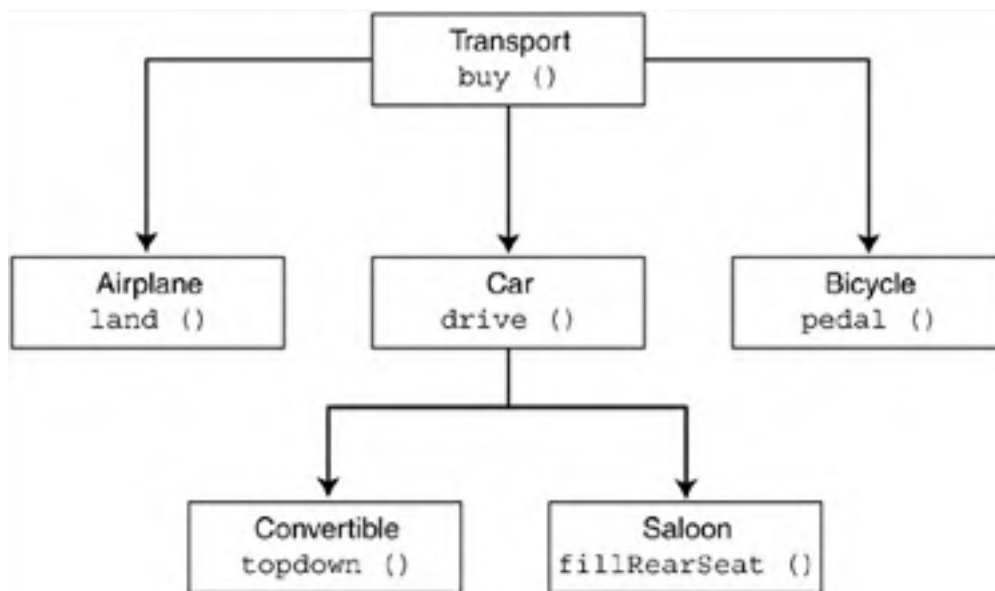 Transport
buy ()
Airplane
land ()
Car
drive ()
Bicycle
pedal ()
Convertible
topdown ()
Saloon
fillRearSeat ()